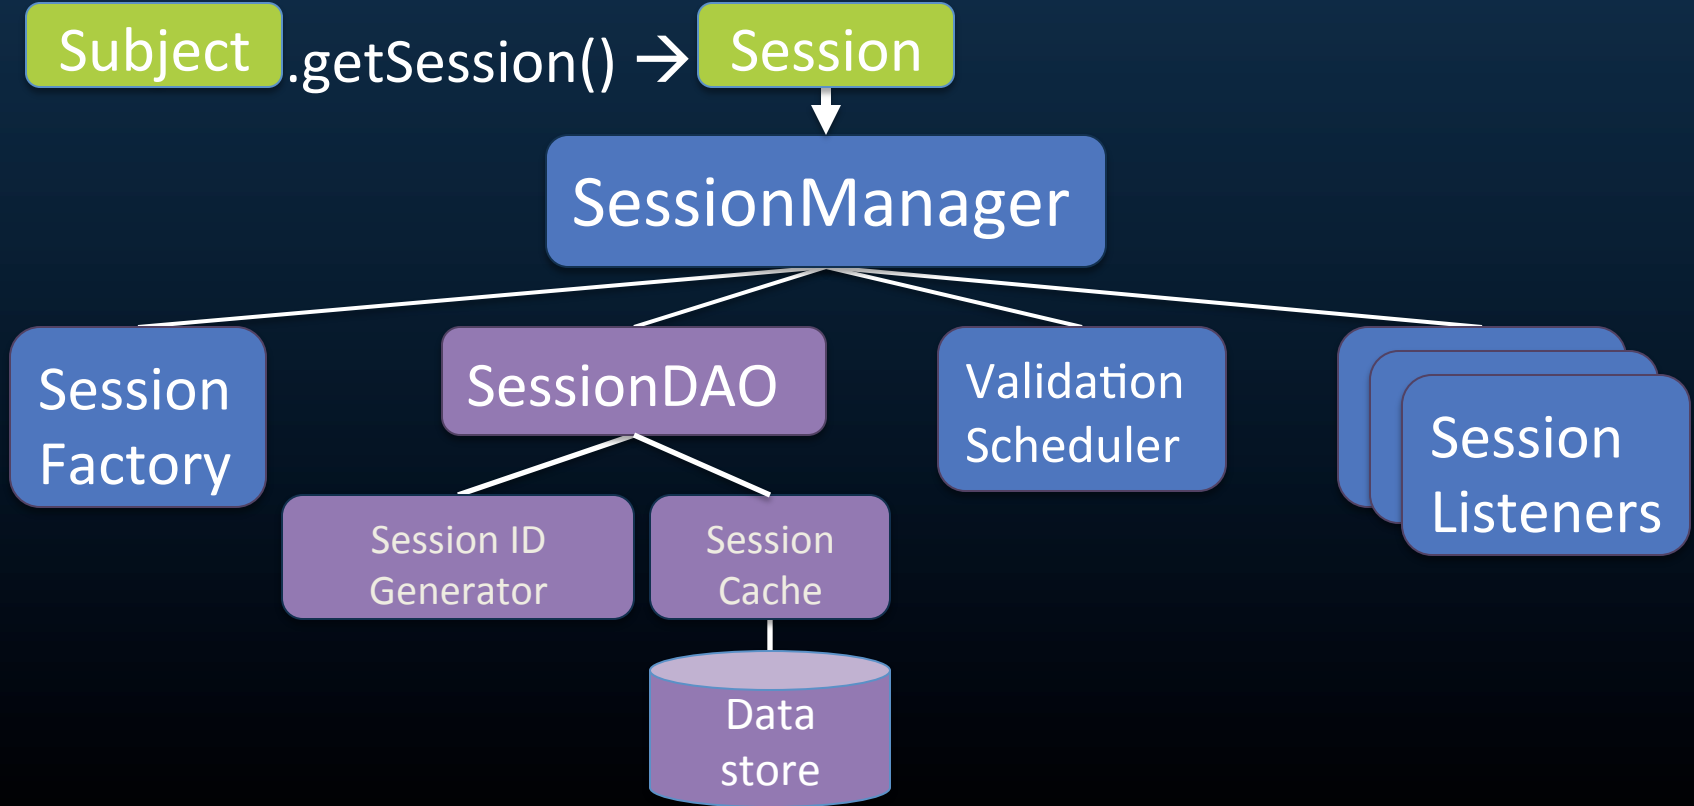 Subject .getSession() → Session
SessionManager
Session
Factory
SessionDAO
Validation
Scheduler
Session
Listeners
Session ID
Generator
Session
Cache
Data
store